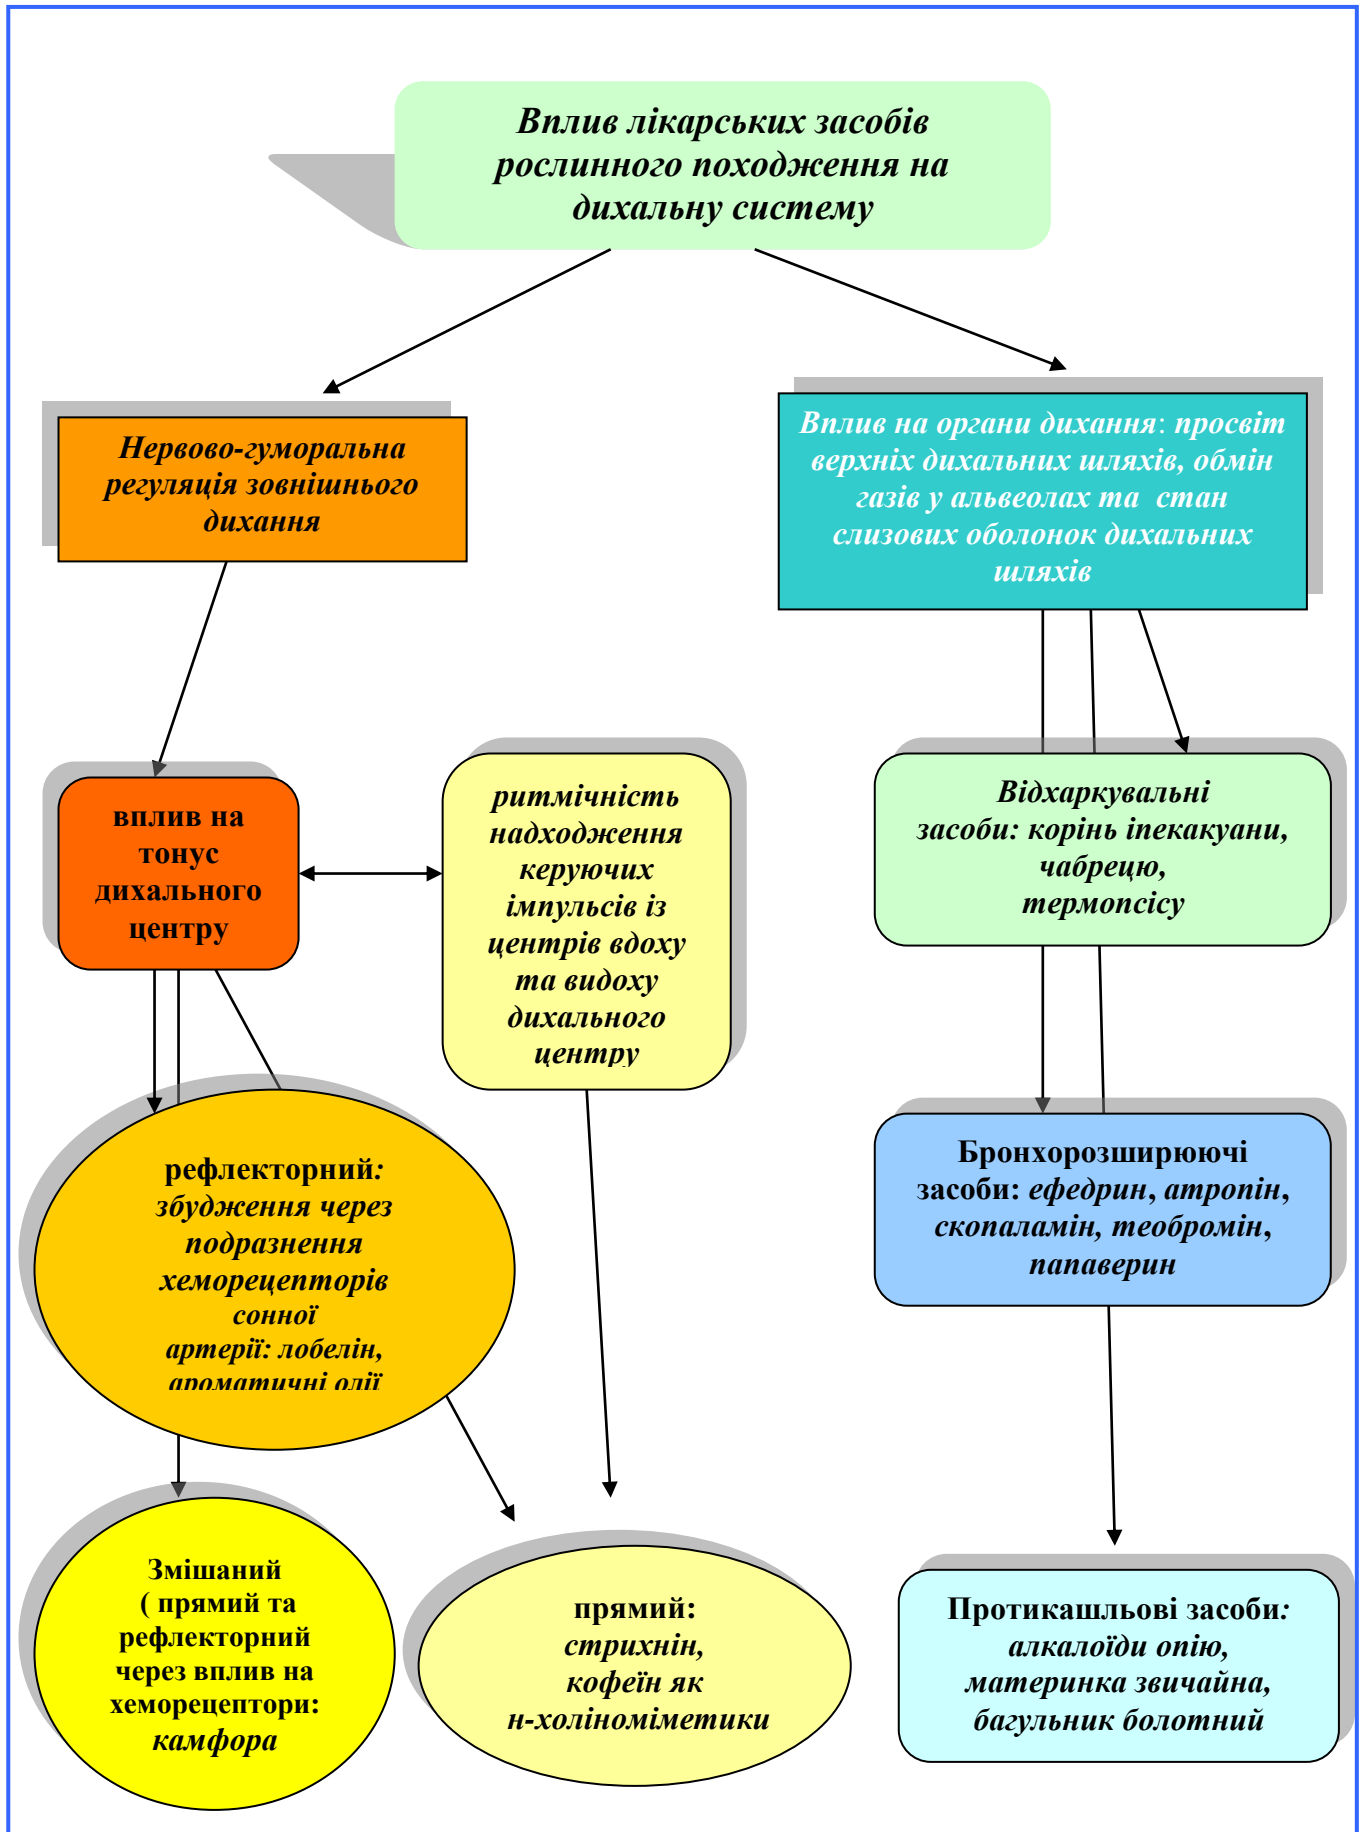 Вплив лікарських засобів
рослинного походження на
дихальну систему
Нервово-гуморальна
регуляція зовнішнього
дихання
Вплив на органи дихання: просвіт
верхніх дихальних шляхів, обмін
газів у альвеолах та стан
слизових оболонок дихальних
шляхів
вплив на
тонус
дихального
центру
ритмічність
надходження
керуючих
імпульсів із
центрів вдоху
та видоху
дихального
центру
Відхаркувальні
засоби: корінь іпекакуани,
чабрецю,
термопсісу
рефлекторний:
збудження через
подразнення
хеморецепторів
сонної
артерії: лобелін,
ароматичні олії
Бронхорозширюючі
засоби: ефедрин, атропін,
скопаламін, теобромін,
папаверин
Змішаний
( прямий та
рефлекторний
через вплив на
хеморецептори:
камфора
прямий:
стрихнін,
кофеїн як
н-холіноміметики
Протикашльові засоби:
алкалоїди опію,
материнка звичайна,
багульник болотний